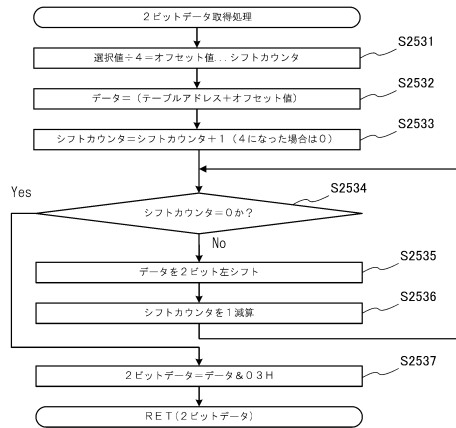 ２ビットデータ取得処理
選択値÷４＝オフセット値…シフトカウンタ
S2531
データ＝（テーブルアドレス＋オフセット値）
S2532
シフトカウンタ＝シフトカウンタ＋１（４になった場合は０）
S2533
シフトカウンタ＝０か？
S2534
Yes
No
データを２ビット左シフト
S2535
シフトカウンタを１減算
S2536
２ビットデータ＝データ＆０３Ｈ
S2537
ＲＥＴ（２ビットデータ）